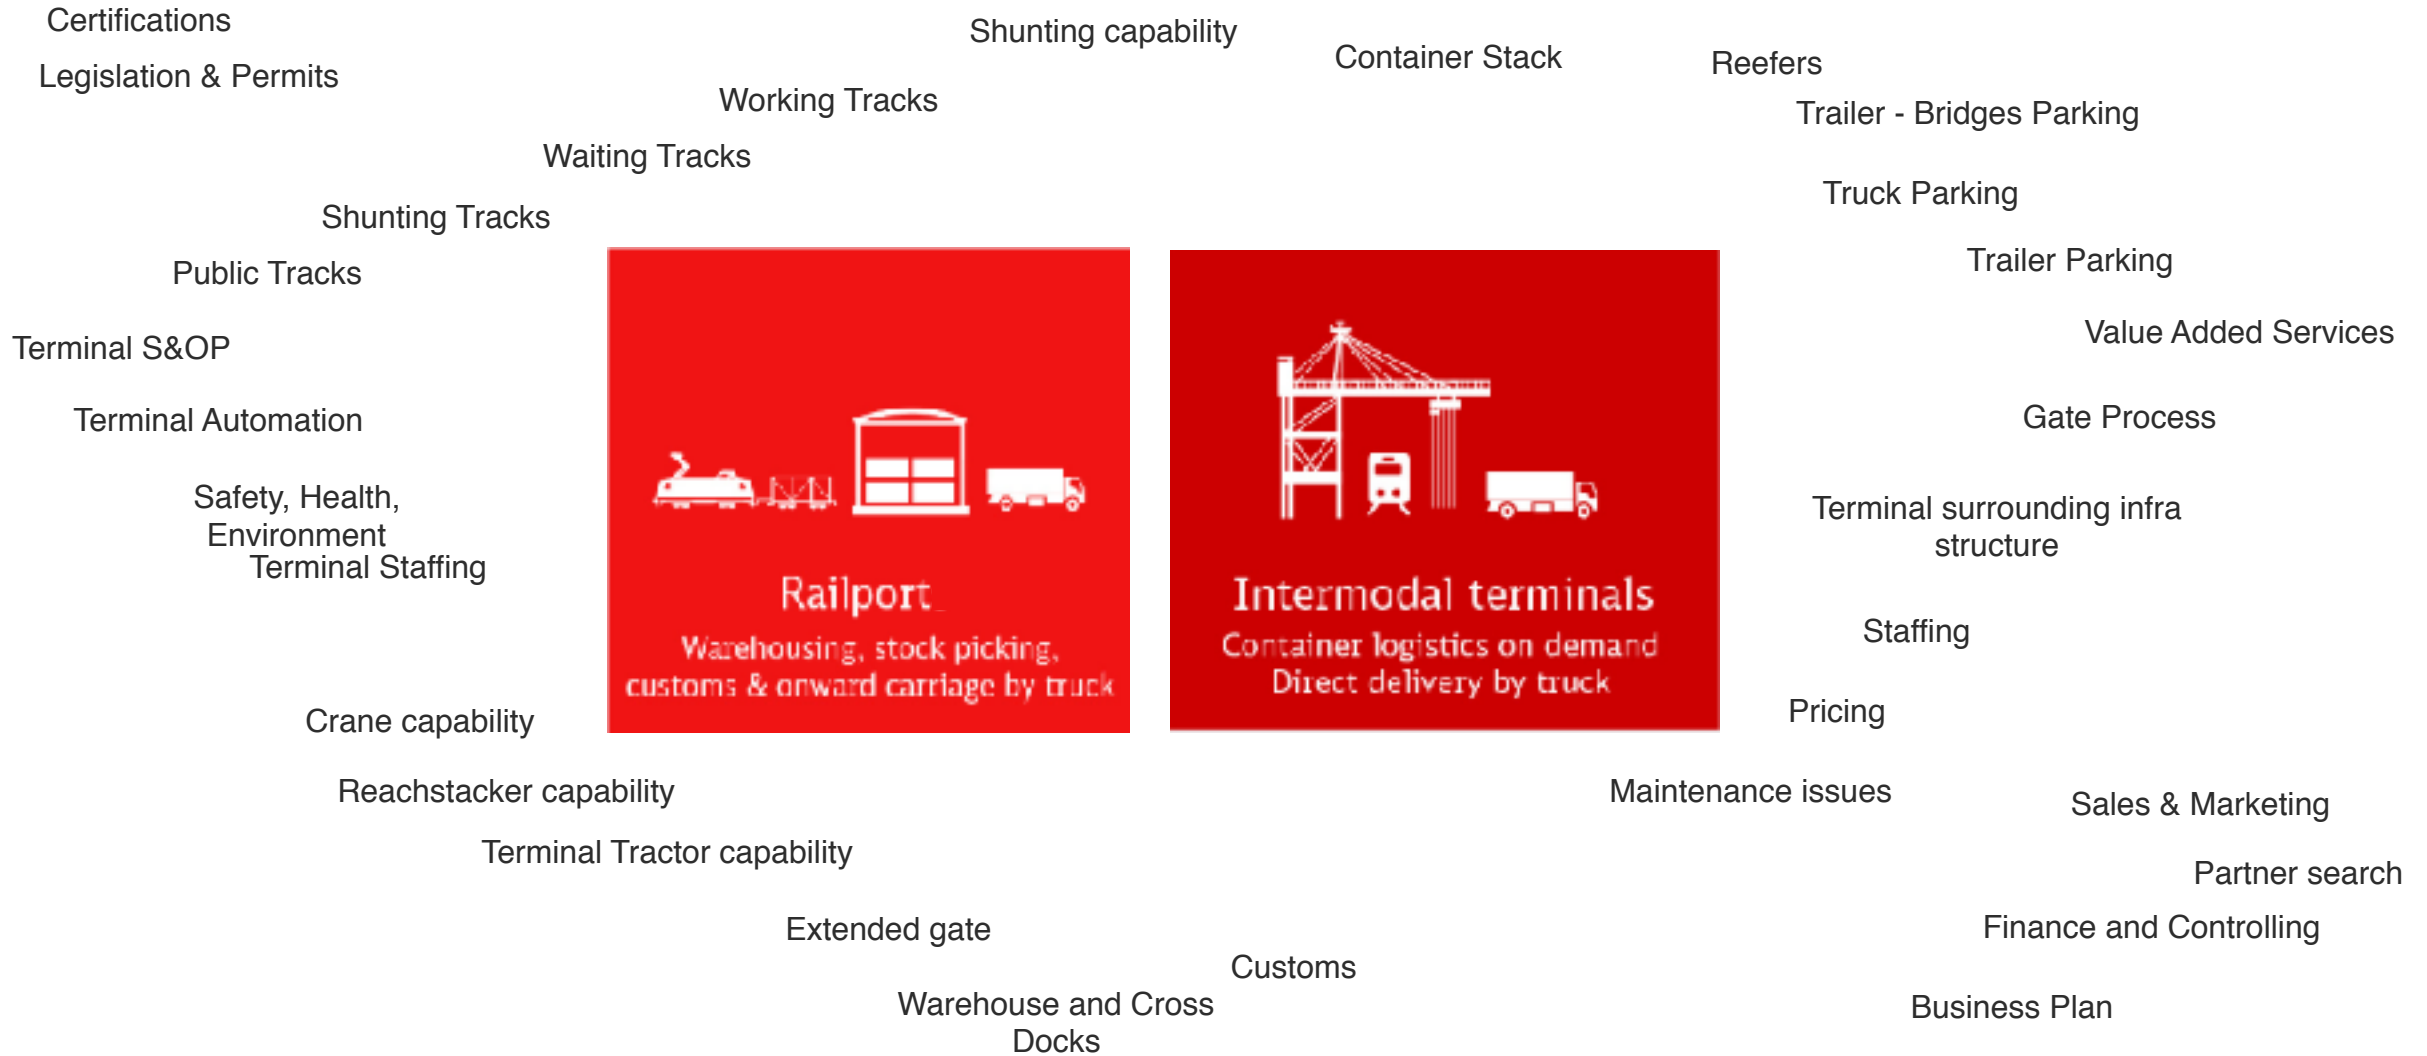 Certifications
Shunting capability
Container Stack
Reefers
Legislation & Permits
Working Tracks
Trailer - Bridges Parking
Waiting Tracks
Truck Parking
Shunting Tracks
Public Tracks
Trailer Parking
Terminal S&OP
Value Added Services
Terminal Automation
Gate Process
Safety, Health,
Environment
Terminal Staffing
Terminal surrounding infra
structure
Railport
Warehousing, stock picking,
customs & onward carriage by truck
Intermodal terminals
Container logistics on demand
Direct delivery by truck
Staffing
Crane capability
Pricing
Reachstacker capability
Maintenance issues
Sales & Marketing
Terminal Tractor capability
Partner search
Extended gate
Finance and Controlling
Customs
Warehouse and Cross
Docks
Business Plan